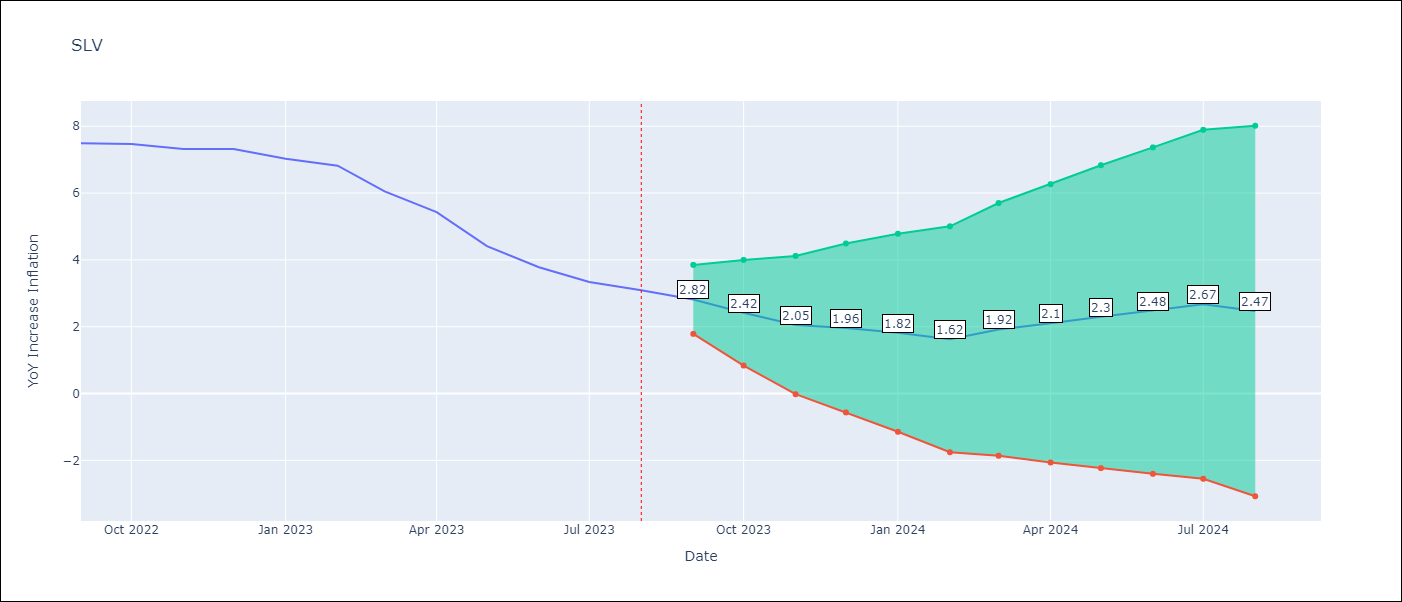 SLV
YoY Increase Inflation
8
6
4
2
0
−2
2.82
2.42
2.05
1.96
1.82
1.62
1.92
2.1
2.3
2.48
2.67
2.47
Oct 2022
Jan 2023
Apr 2023
Jul 2023
Oct 2023
Jan 2024
Apr 2024
Jul 2024
Date